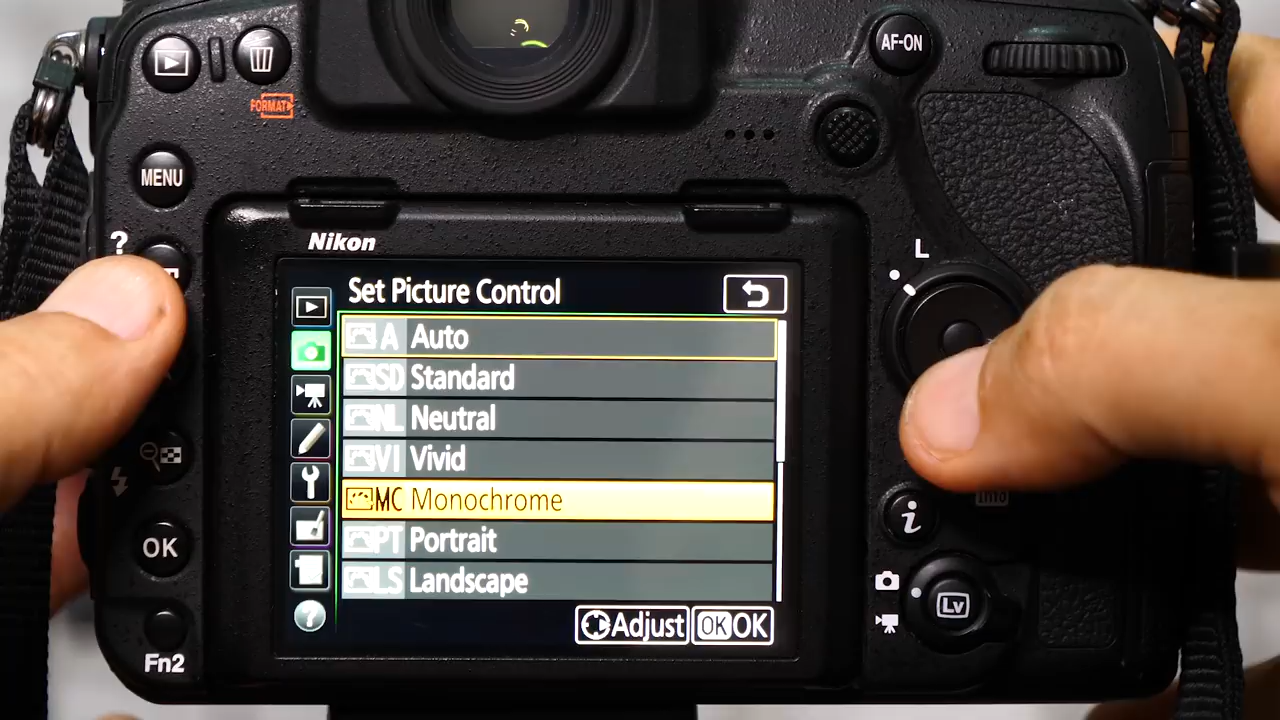 AF-ON
FORMAT
MENU
?
L
Nikon
Set Picture Control
A Auto
SD Standard
NL Neutral
VI Vivid
MC Monochrome
PT Portrait
LS Landscape
?
Adjust OK OK
OK
i
info
Lv
Fn2